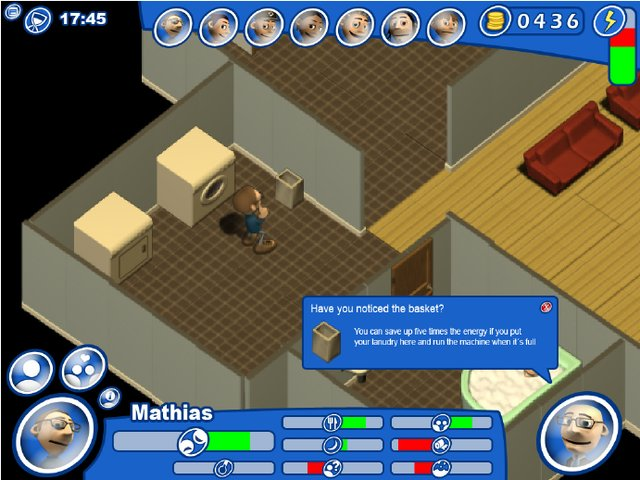 17:45
0436
Have you noticed the basket?
You can save up five times the energy if you put
your lanudry here and run the machine when it's full
Mathias